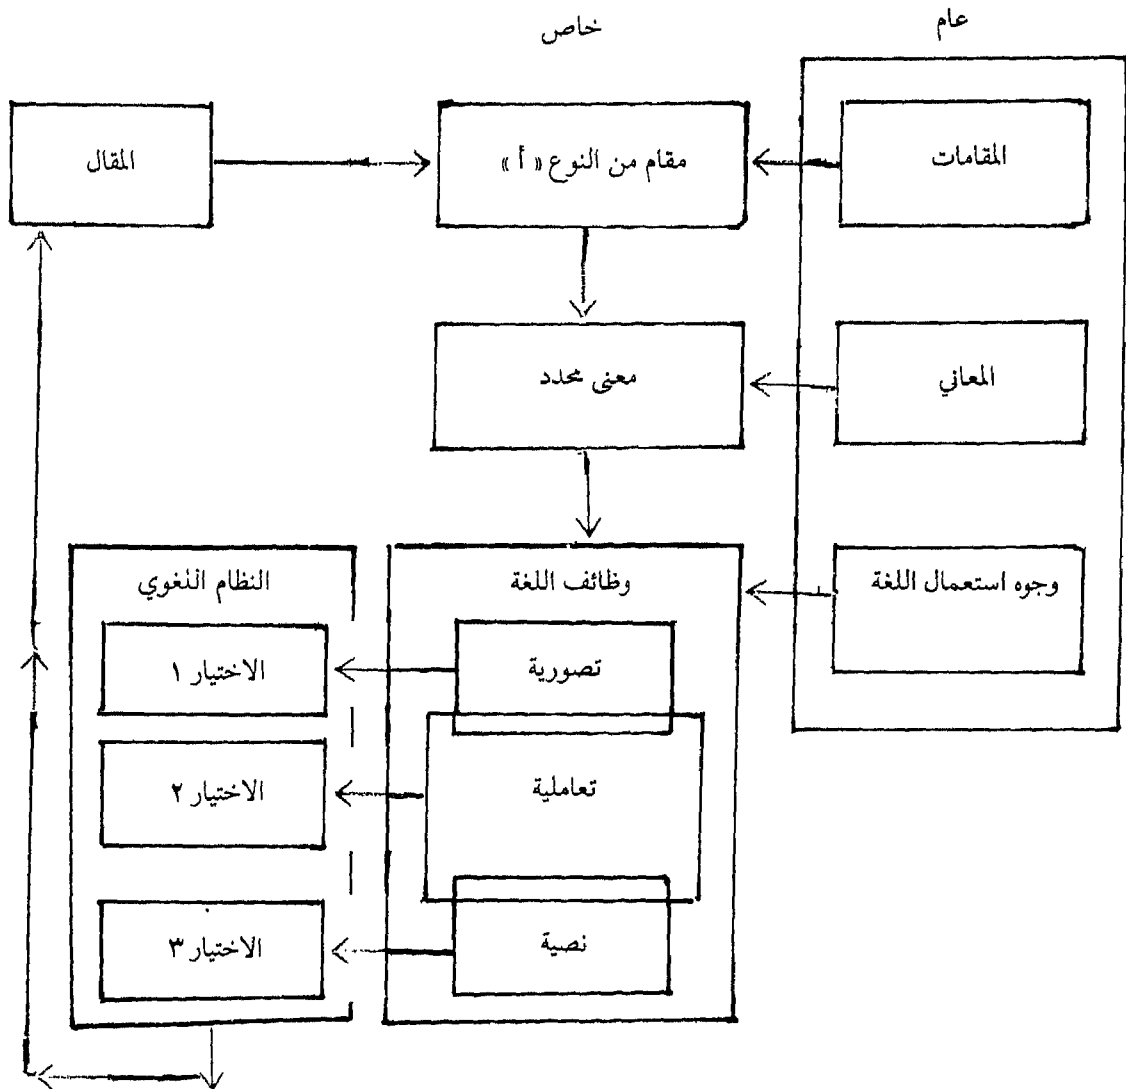 عام
خاص
المقامات
مقام من النوع « أ »
المقال
المعاني
معنى محدد
وجوه استعمال اللغة
وظائف اللغة
النظام اللغوي
تصورية
الاختيار ١
تعاملية
الاختيار ٢
نصية
الاختيار ٣